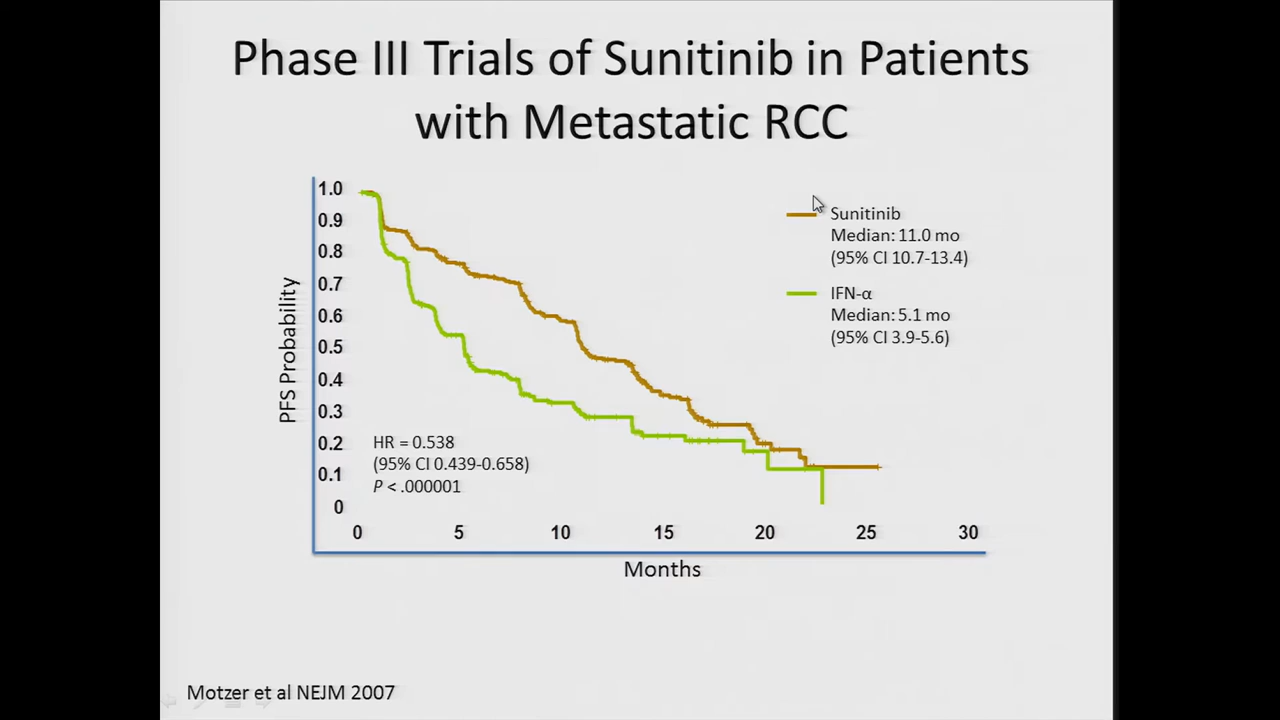 Phase III Trials of Sunitinib in Patients
with Metastatic RCC
PFS Probability
1.0
0.9
0.8
0.7
0.6
0.5
0.4
0.3
0.2
0.1
0
Sunitinib
Median: 11.0 mo
(95% CI 10.7-13.4)
IFN-α
Median: 5.1 mo
(95% CI 3.9-5.6)
HR = 0.538
(95% CI 0.439-0.658)
P < .000001
0 5 10 15 20 25 30
Months
Motzer et al NEJM 2007